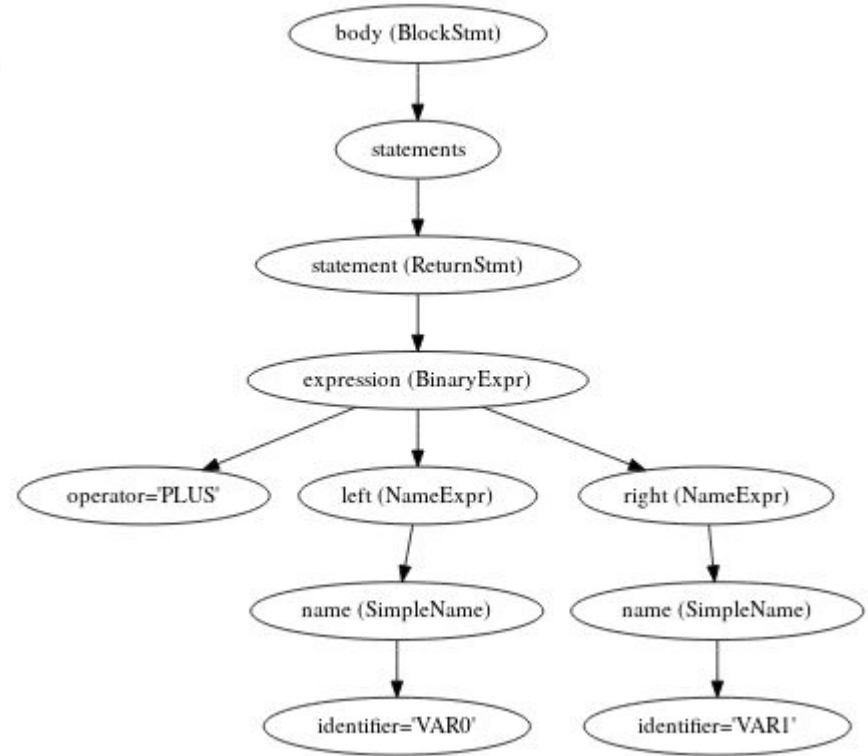 body (BlockStmt)
statements
statement (ReturnStmt)
expression (BinaryExpr)
operator='PLUS'
left (NameExpr)
right (NameExpr)
name (SimpleName)
name (SimpleName)
identifier='VAR0'
identifier='VAR1'